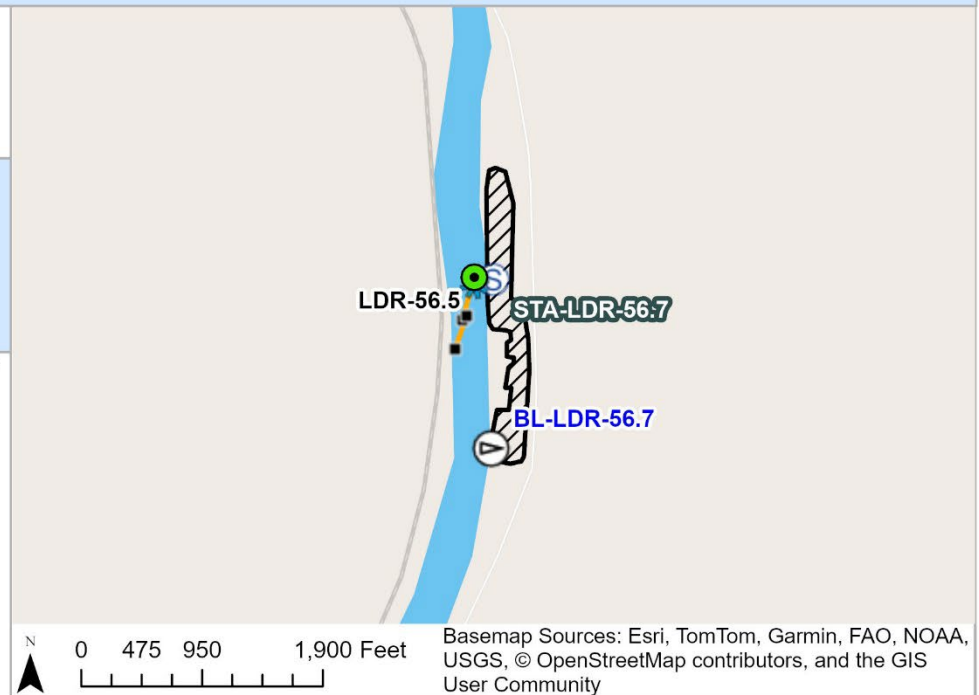 S
LDR-56.5
STA-LDR-56.7
BL-LDR-56.7
N
0 475 950 1,900 Feet
Basemap Sources: Esri, TomTom, Garmin, FAO, NOAA,
USGS, © OpenStreetMap contributors, and the GIS
User Community